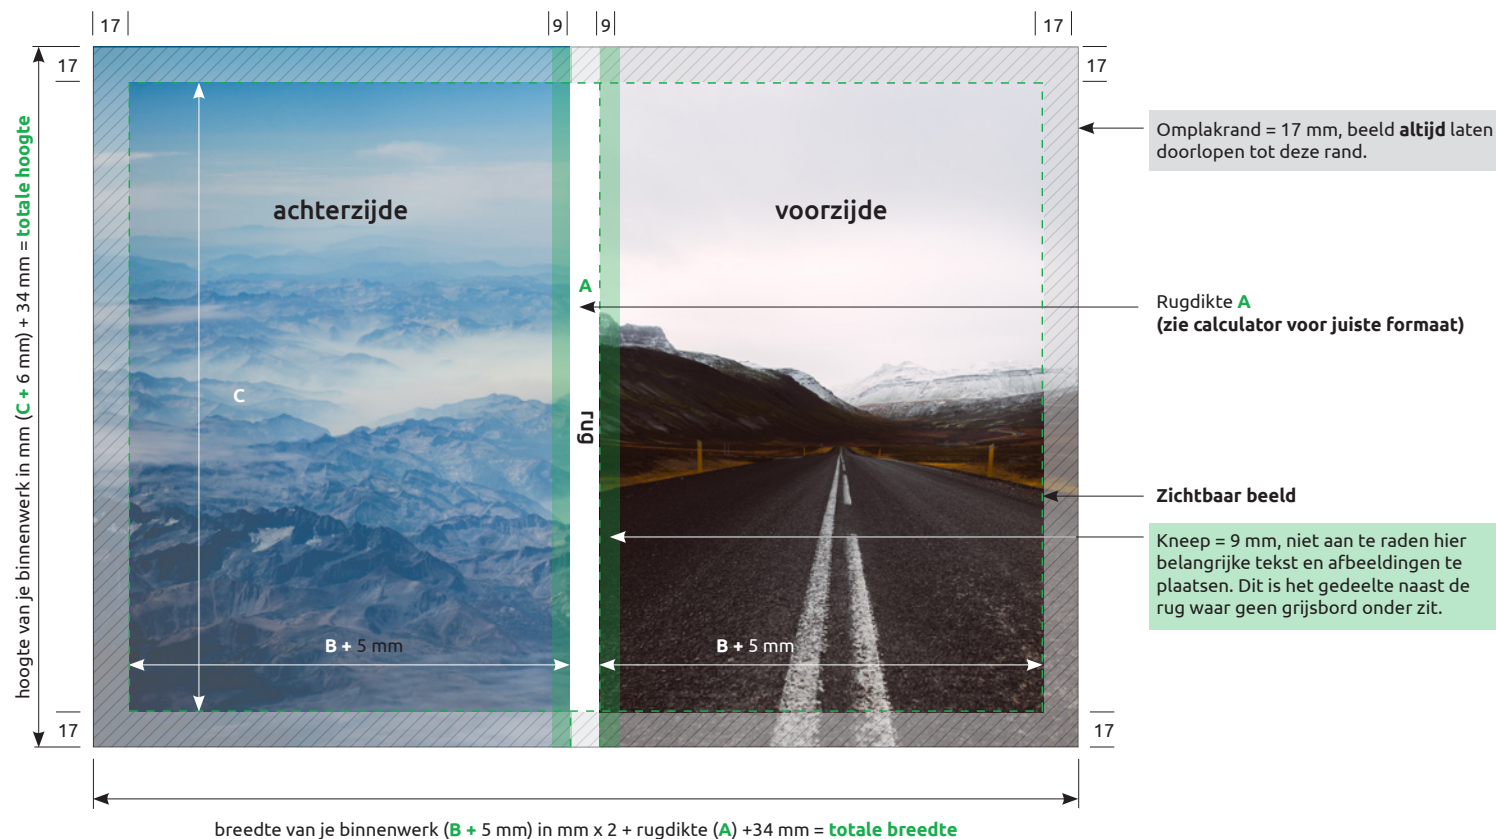 17
9
9
17
17
17
hoogte van je binnenwerk in mm (C + 6 mm) + 34 mm = totale hoogte
Omplakrand = 17 mm, beeld altijd laten
doorlopen tot deze rand.
achterzijde
voorzijde
A
Rugdikte A
(zie calculator voor juiste formaat)
C
rug
Zichtbaar beeld
Kneep = 9 mm, niet aan te raden hier
belangrijke tekst en afbeeldingen te
plaatsen. Dit is het gedeelte naast de
rug waar geen grijsbord onder zit.
B + 5 mm
B + 5 mm
17
17
breedte van je binnenwerk (B + 5 mm) in mm x 2 + rugdikte (A) +34 mm = totale breedte